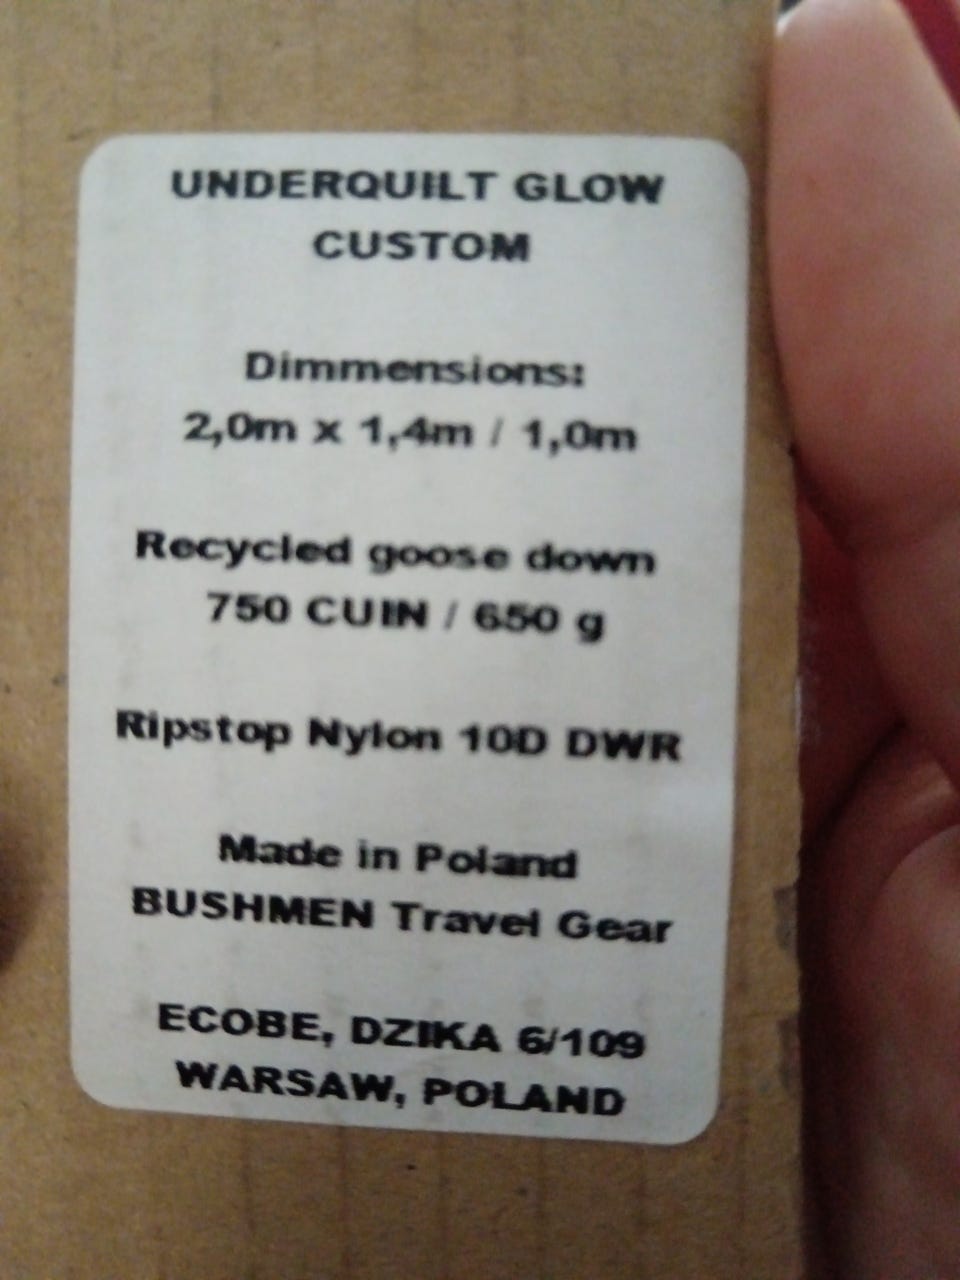 UNDERQUILT GLOW
CUSTOM
Dimmensions:
2,0m x 1,4m / 1,0m
Recycled goose down
750 CUIN / 650 g
Ripstop Nylon 10D DWR
Made in Poland
BUSHMEN Travel Gear
ECOBE, DZIKA 6/109
WARSAW, POLAND